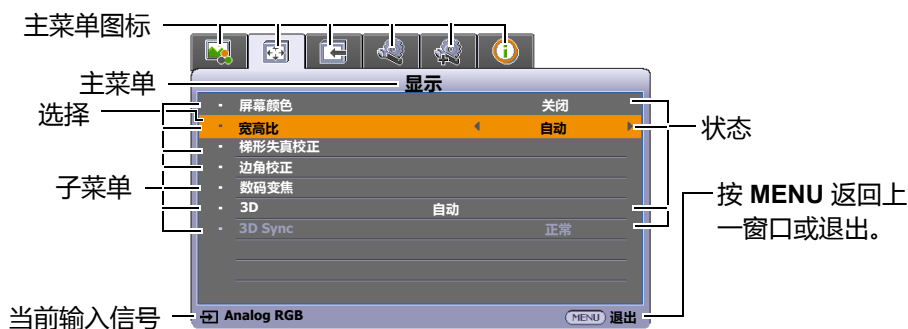 主菜单图标
主菜单
显示
选择
屏幕颜色 关闭
宽高比 自动
状态
梯形失真校正
边角校正
子菜单
数码变焦
3D 自动
3D Sync 正常
按 MENU 返回上
一窗口或退出。
当前输入信号
Analog RGB
MENU 退出